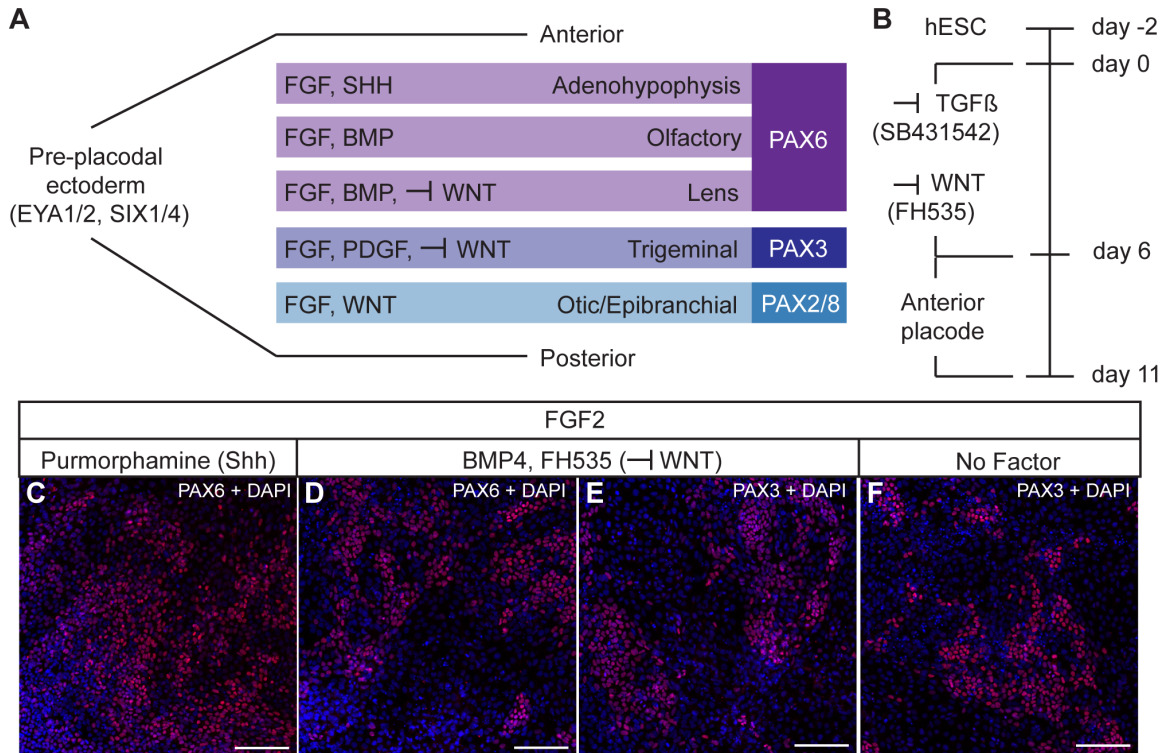 A
Anterior
FGF, SHH Adenohypophysis
FGF, BMP Olfactory
PAX6
FGF, BMP, ⊣ WNT Lens
FGF, PDGF, ⊣ WNT Trigeminal PAX3
FGF, WNT Otic/Epibranchial PAX2/8
Posterior
Pre-placodal
ectoderm
(EYA1/2, SIX1/4)
B
hESC
day -2
day 0
⊣ TGFß
(SB431542)
⊣ WNT
(FH535)
day 6
Anterior
placode
day 11
FGF2
Purmorphamine (Shh)
BMP4, FH535 (⊣ WNT)
No Factor
C
PAX6 + DAPI
D
PAX6 + DAPI
E
PAX3 + DAPI
F
PAX3 + DAPI